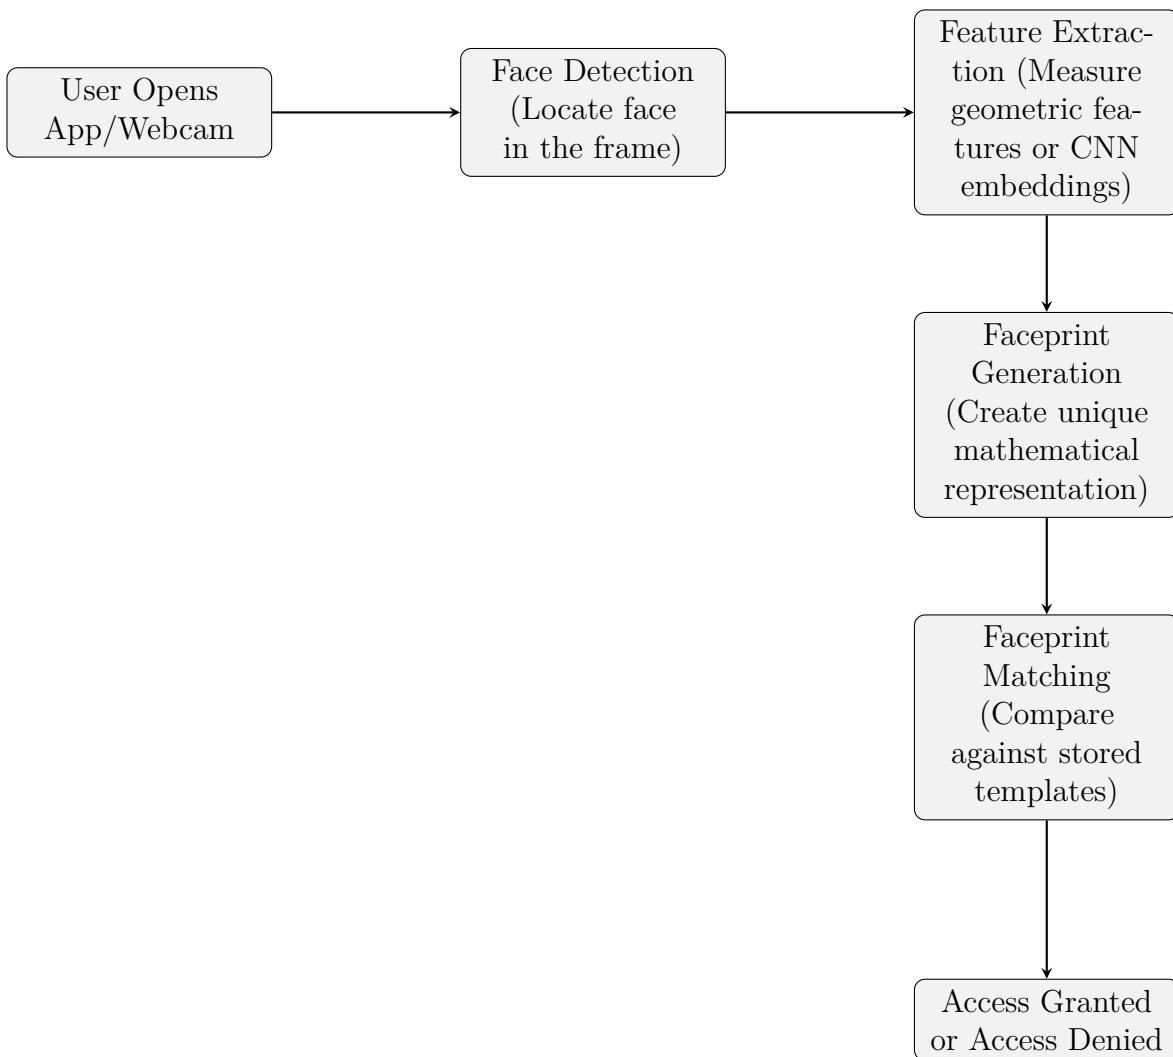 User Opens
App/Webcam
Face Detection
(Locate face
in the frame)
Feature Extrac-
tion (Measure
geometric fea-
tures or CNN
embeddings)
Faceprint
Generation
(Create unique
mathematical
representation)
Faceprint
Matching
(Compare
against stored
templates)
Access Granted
or Access Denied